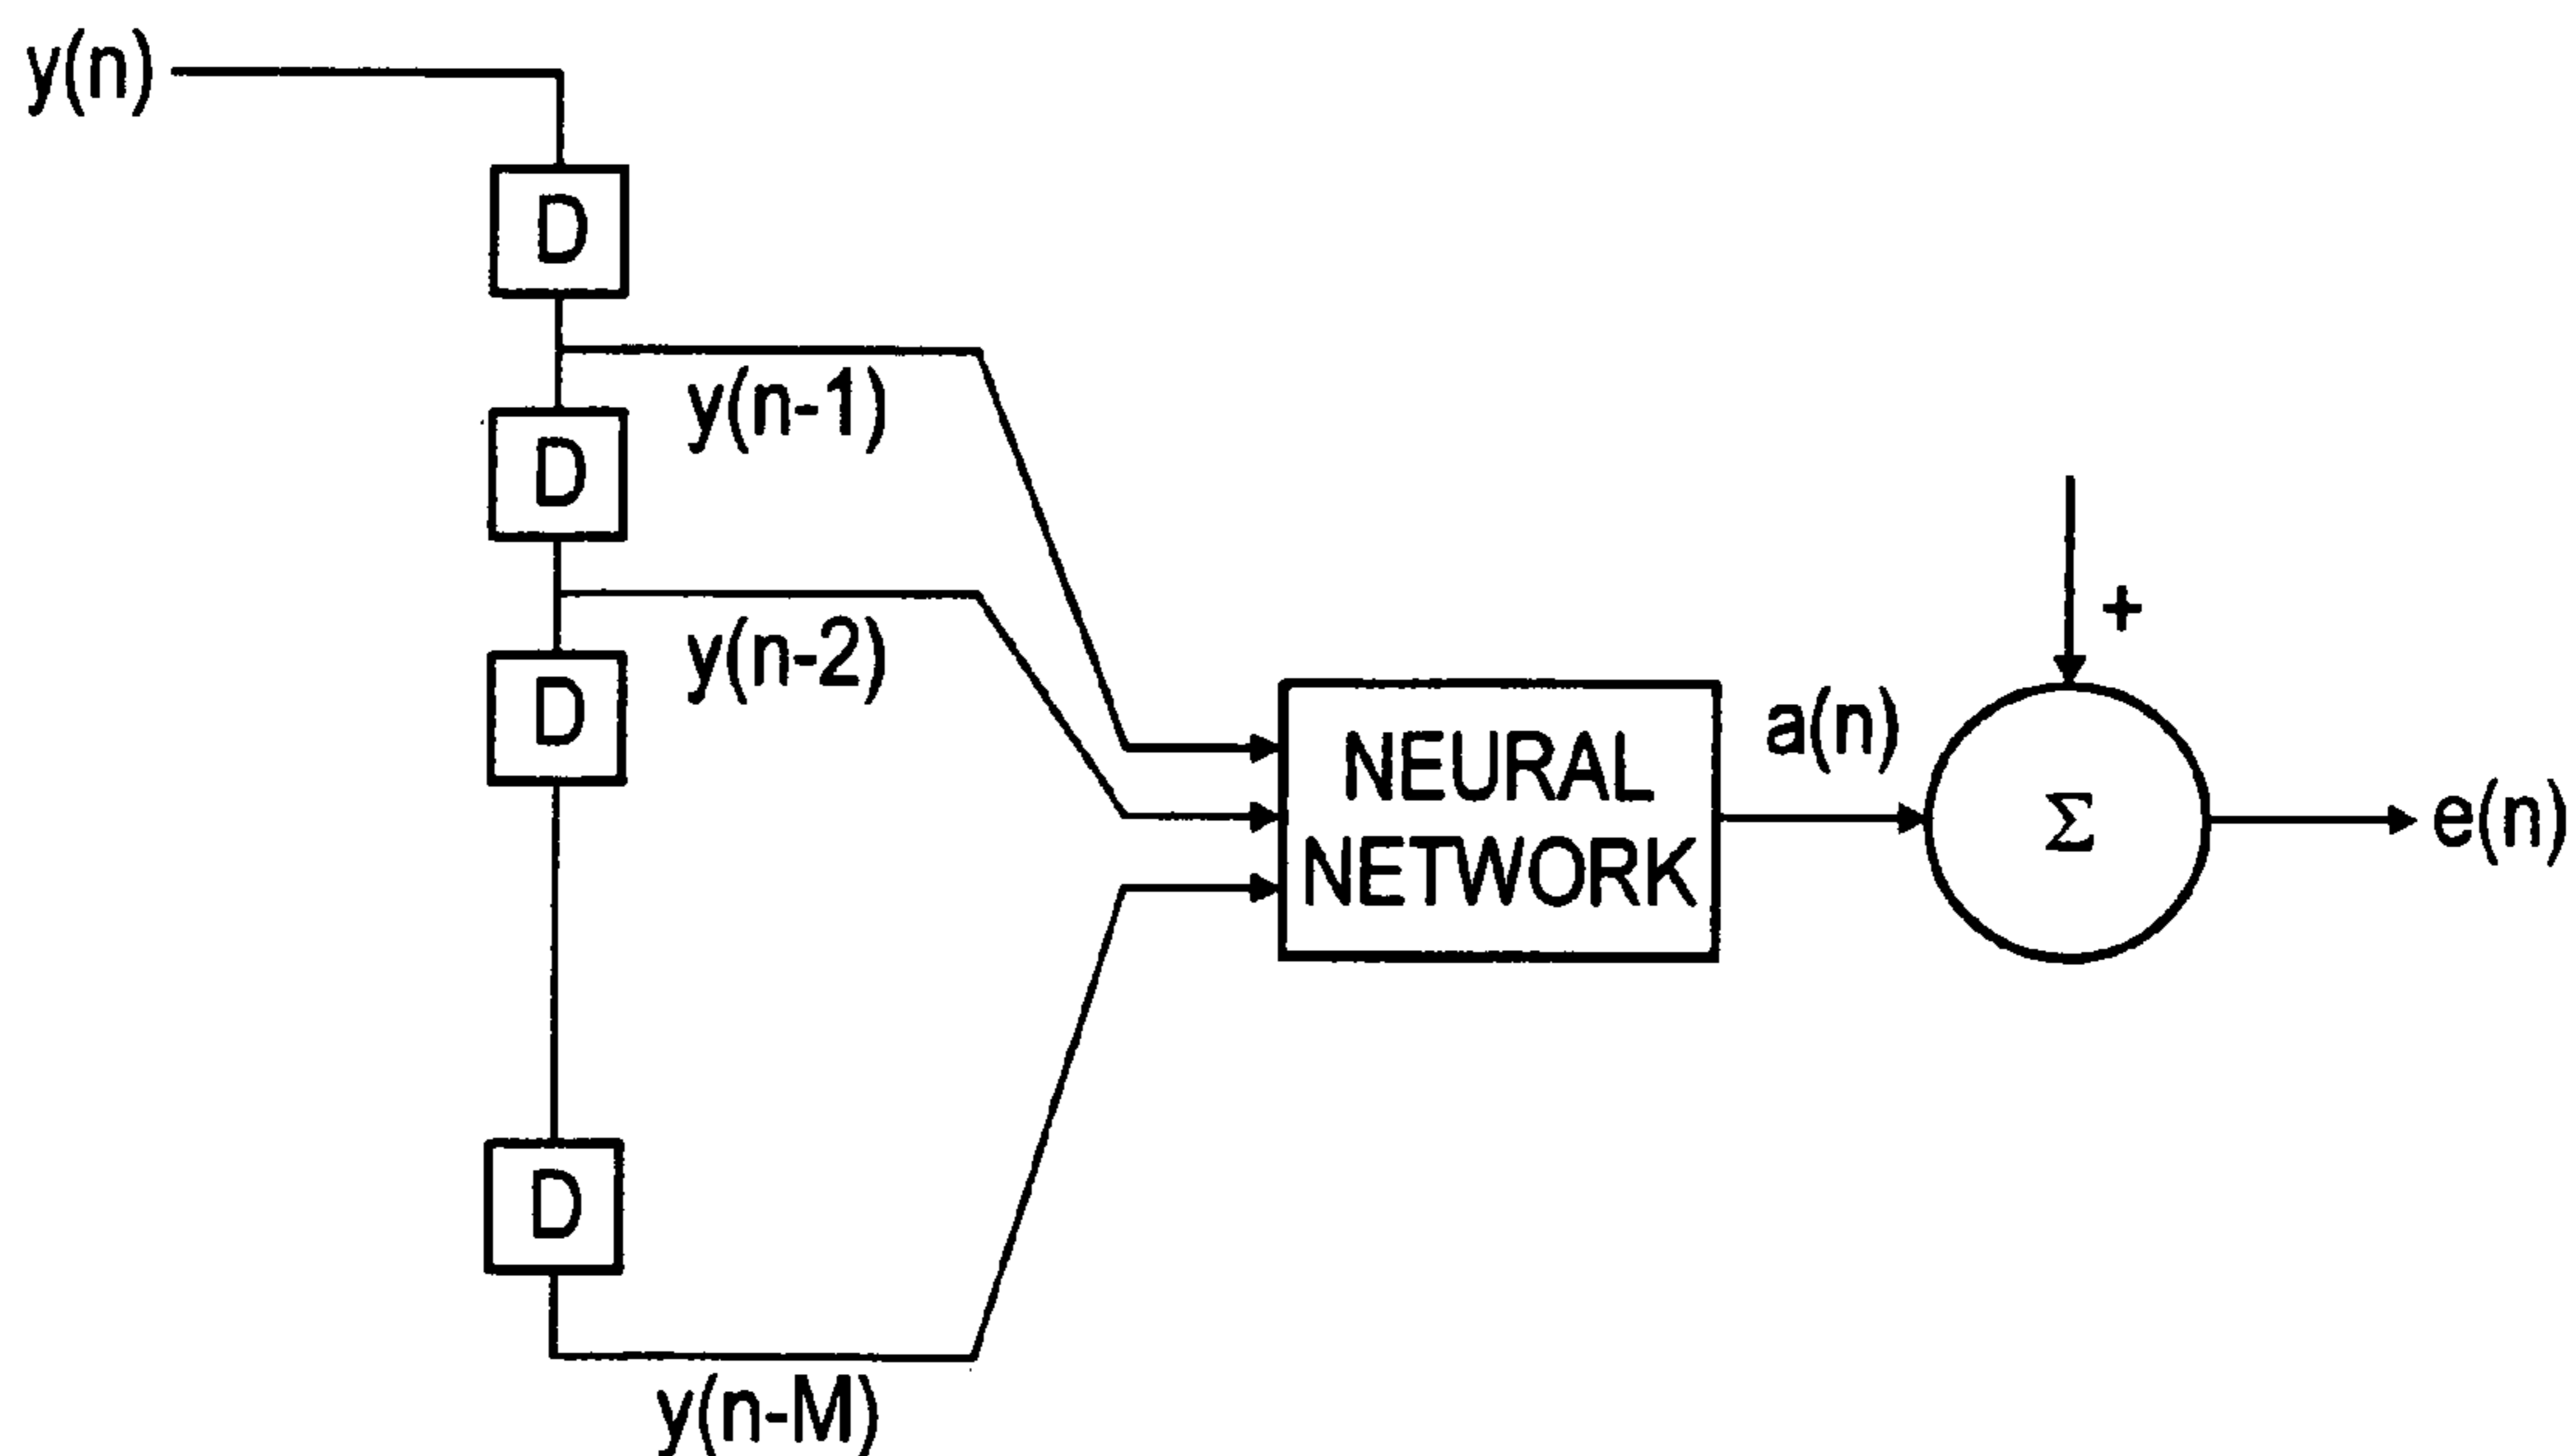 y(n)
D
y(n-1)
D
y(n-2)
D
+
NEURAL
NETWORK
a(n)
Σ
e(n)
D
y(n-M)